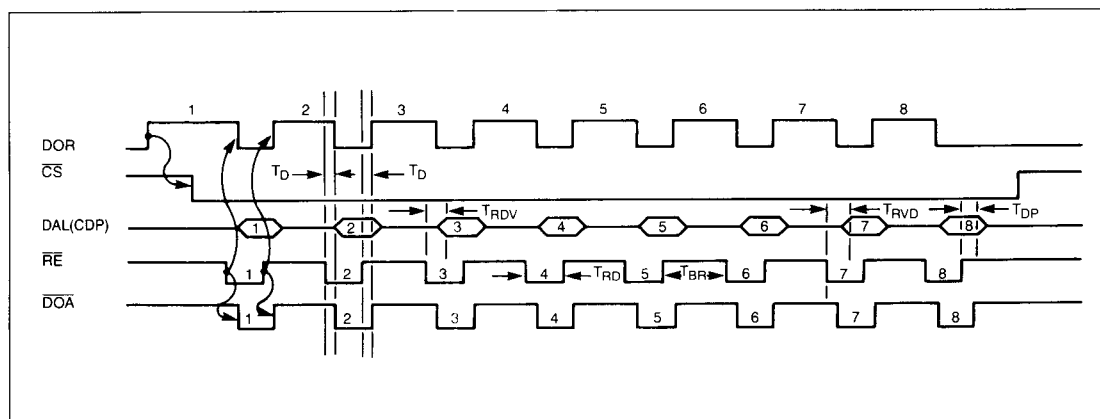 1 2 3 4 5 6 7 8
DOR
T_D T_D
CS
T_RDV T_RVD T_DP
DAL(CDP) 1 2 3 4 5 6 7 8
RE 1 2 3 4 T_RD 5 T_BR 6 7 8
DOA 1 2 3 4 5 6 7 8